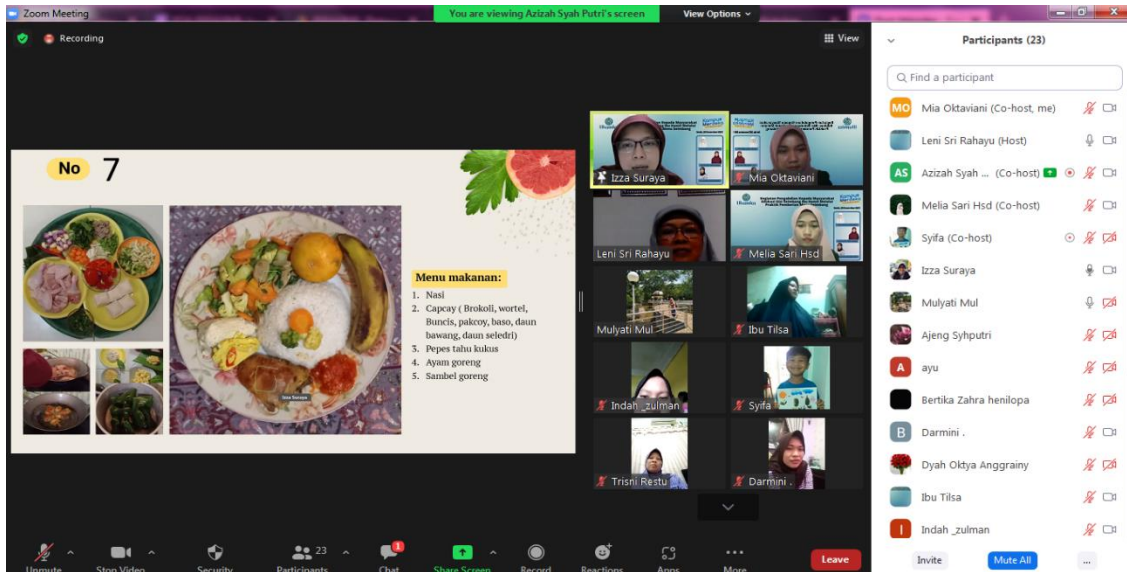 Zoom Meeting
You are viewing Azizah Syah Putri's screen
View Options
Recording
View
No 7
Menu makanan:
1. Nasi
2. Capcay ( Brokoli, wortel,
Buncis, pakcoy, baso, daun
bawang, daun seledri)
3. Pepes tahu kukus
4. Ayam goreng
5. Sambel goreng
Izza Suraya
Izza Suraya
Mia Oktaviani
Leni Sri Rahayu
Melia Sari Hsd
Mulyati Mul
Ibu Tilsa
Indah _zulman
Syifa
Trisni Restu
Darmini .
Participants (23)
Find a participant
MO Mia Oktaviani (Co-host, me)
Leni Sri Rahayu (Host)
AS Azizah Syah ... (Co-host)
Melia Sari Hsd (Co-host)
Syifa (Co-host)
Izza Suraya
Mulyati Mul
Ajeng Syhputri
A ayu
Bertika Zahra henilopa
B Darmini .
Dyah Oktya Anggrainy
Ibu Tilsa
I Indah _zulman
Invite
Mute All
...
Unmute
Stop Video
Security
Participants
23
Chat
1
Share Screen
Record
Reactions
Apps
More
Leave